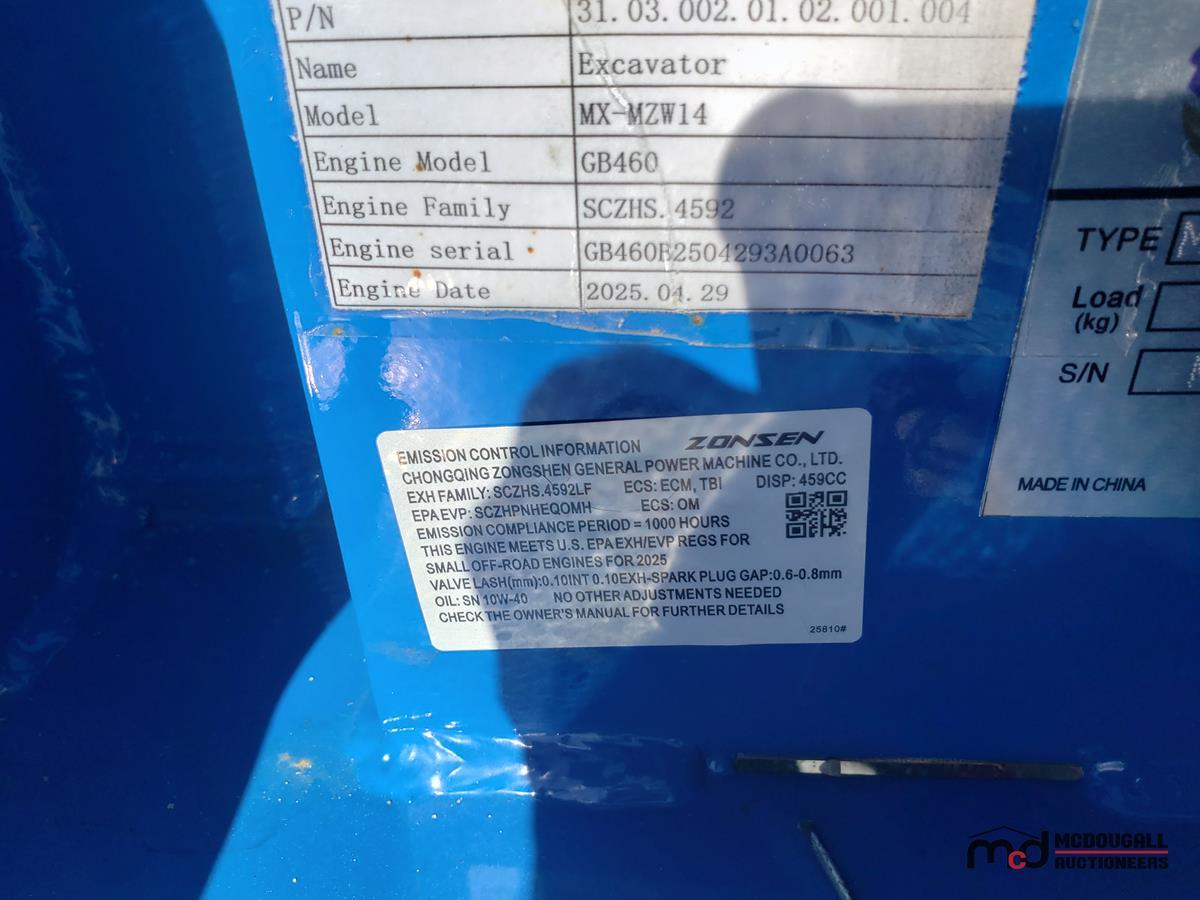 P/N 31.03.002.01.02.001.004
Name Excavator
Model MX-MZW14
Engine Model GB460
Engine Family SCZHS.4592
Engine serial GB460R2504293A0063
Engine Date 2025.04.29
TYPE
Load
(kg)
S/N
MADE IN CHINA
EMISSION CONTROL INFORMATION ZONSEN
CHONGQING ZONGSHEN GENERAL POWER MACHINE CO., LTD.
EXH FAMILY: SCZHS.4592LF ECS: ECM, TBI DISP: 459CC
EPA EVP: SCZHPNHEQOMH ECS: OM
EMISSION COMPLIANCE PERIOD = 1000 HOURS
THIS ENGINE MEETS U.S. EPA EXH/EVP REGS FOR
SMALL OFF-ROAD ENGINES FOR 2025
VALVE LASH(mm):0.10INT 0.10EXH-SPARK PLUG GAP:0.6-0.8mm
OIL: SN 10W-40 NO OTHER ADJUSTMENTS NEEDED
CHECK THE OWNER'S MANUAL FOR FURTHER DETAILS
25810#
mcd MCDOUGALL
AUCTIONEERS